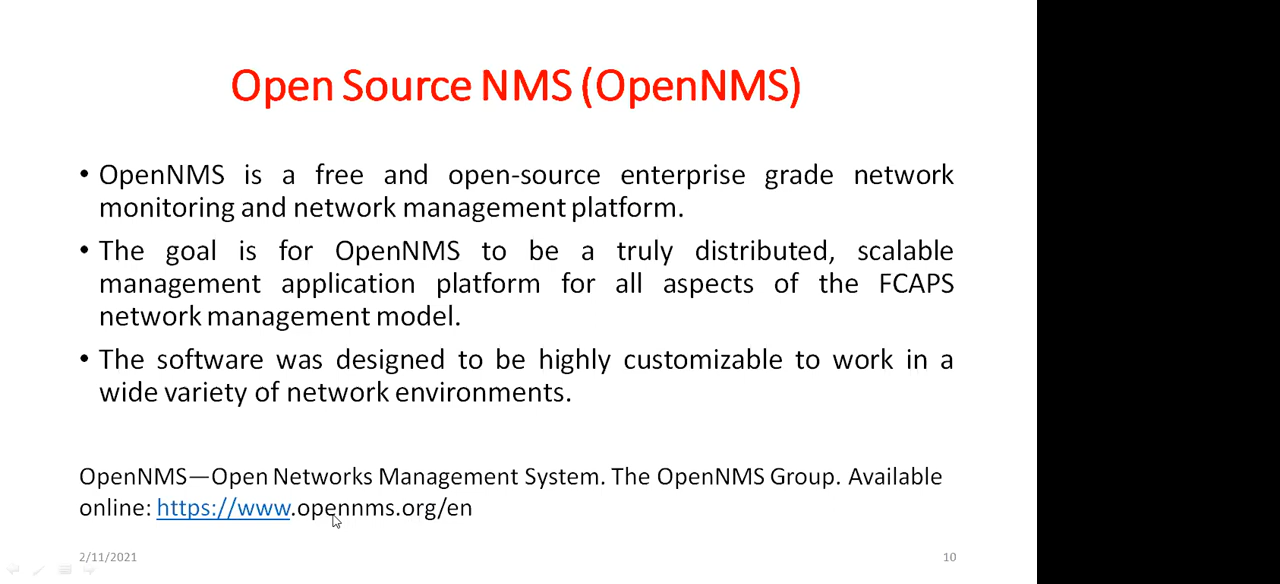 Open Source NMS (OpenNMS)
• OpenNMS is a free and open-source enterprise grade network
monitoring and network management platform.
• The goal is for OpenNMS to be a truly distributed, scalable
management application platform for all aspects of the FCAPS
network management model.
• The software was designed to be highly customizable to work in a
wide variety of network environments.
OpenNMS—Open Networks Management System. The OpenNMS Group. Available
online: https://www.opennms.org/en
2/11/2021
10